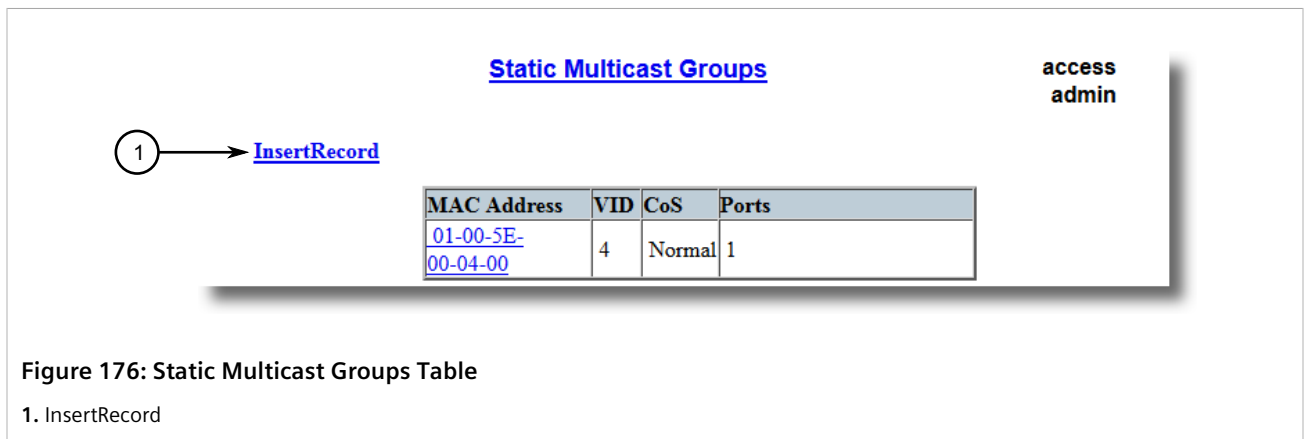 Static Multicast Groups
access
admin
1
InsertRecord
MAC Address VID CoS Ports
01-00-5E-
00-04-00 4 Normal 1
Figure 176: Static Multicast Groups Table
1. InsertRecord